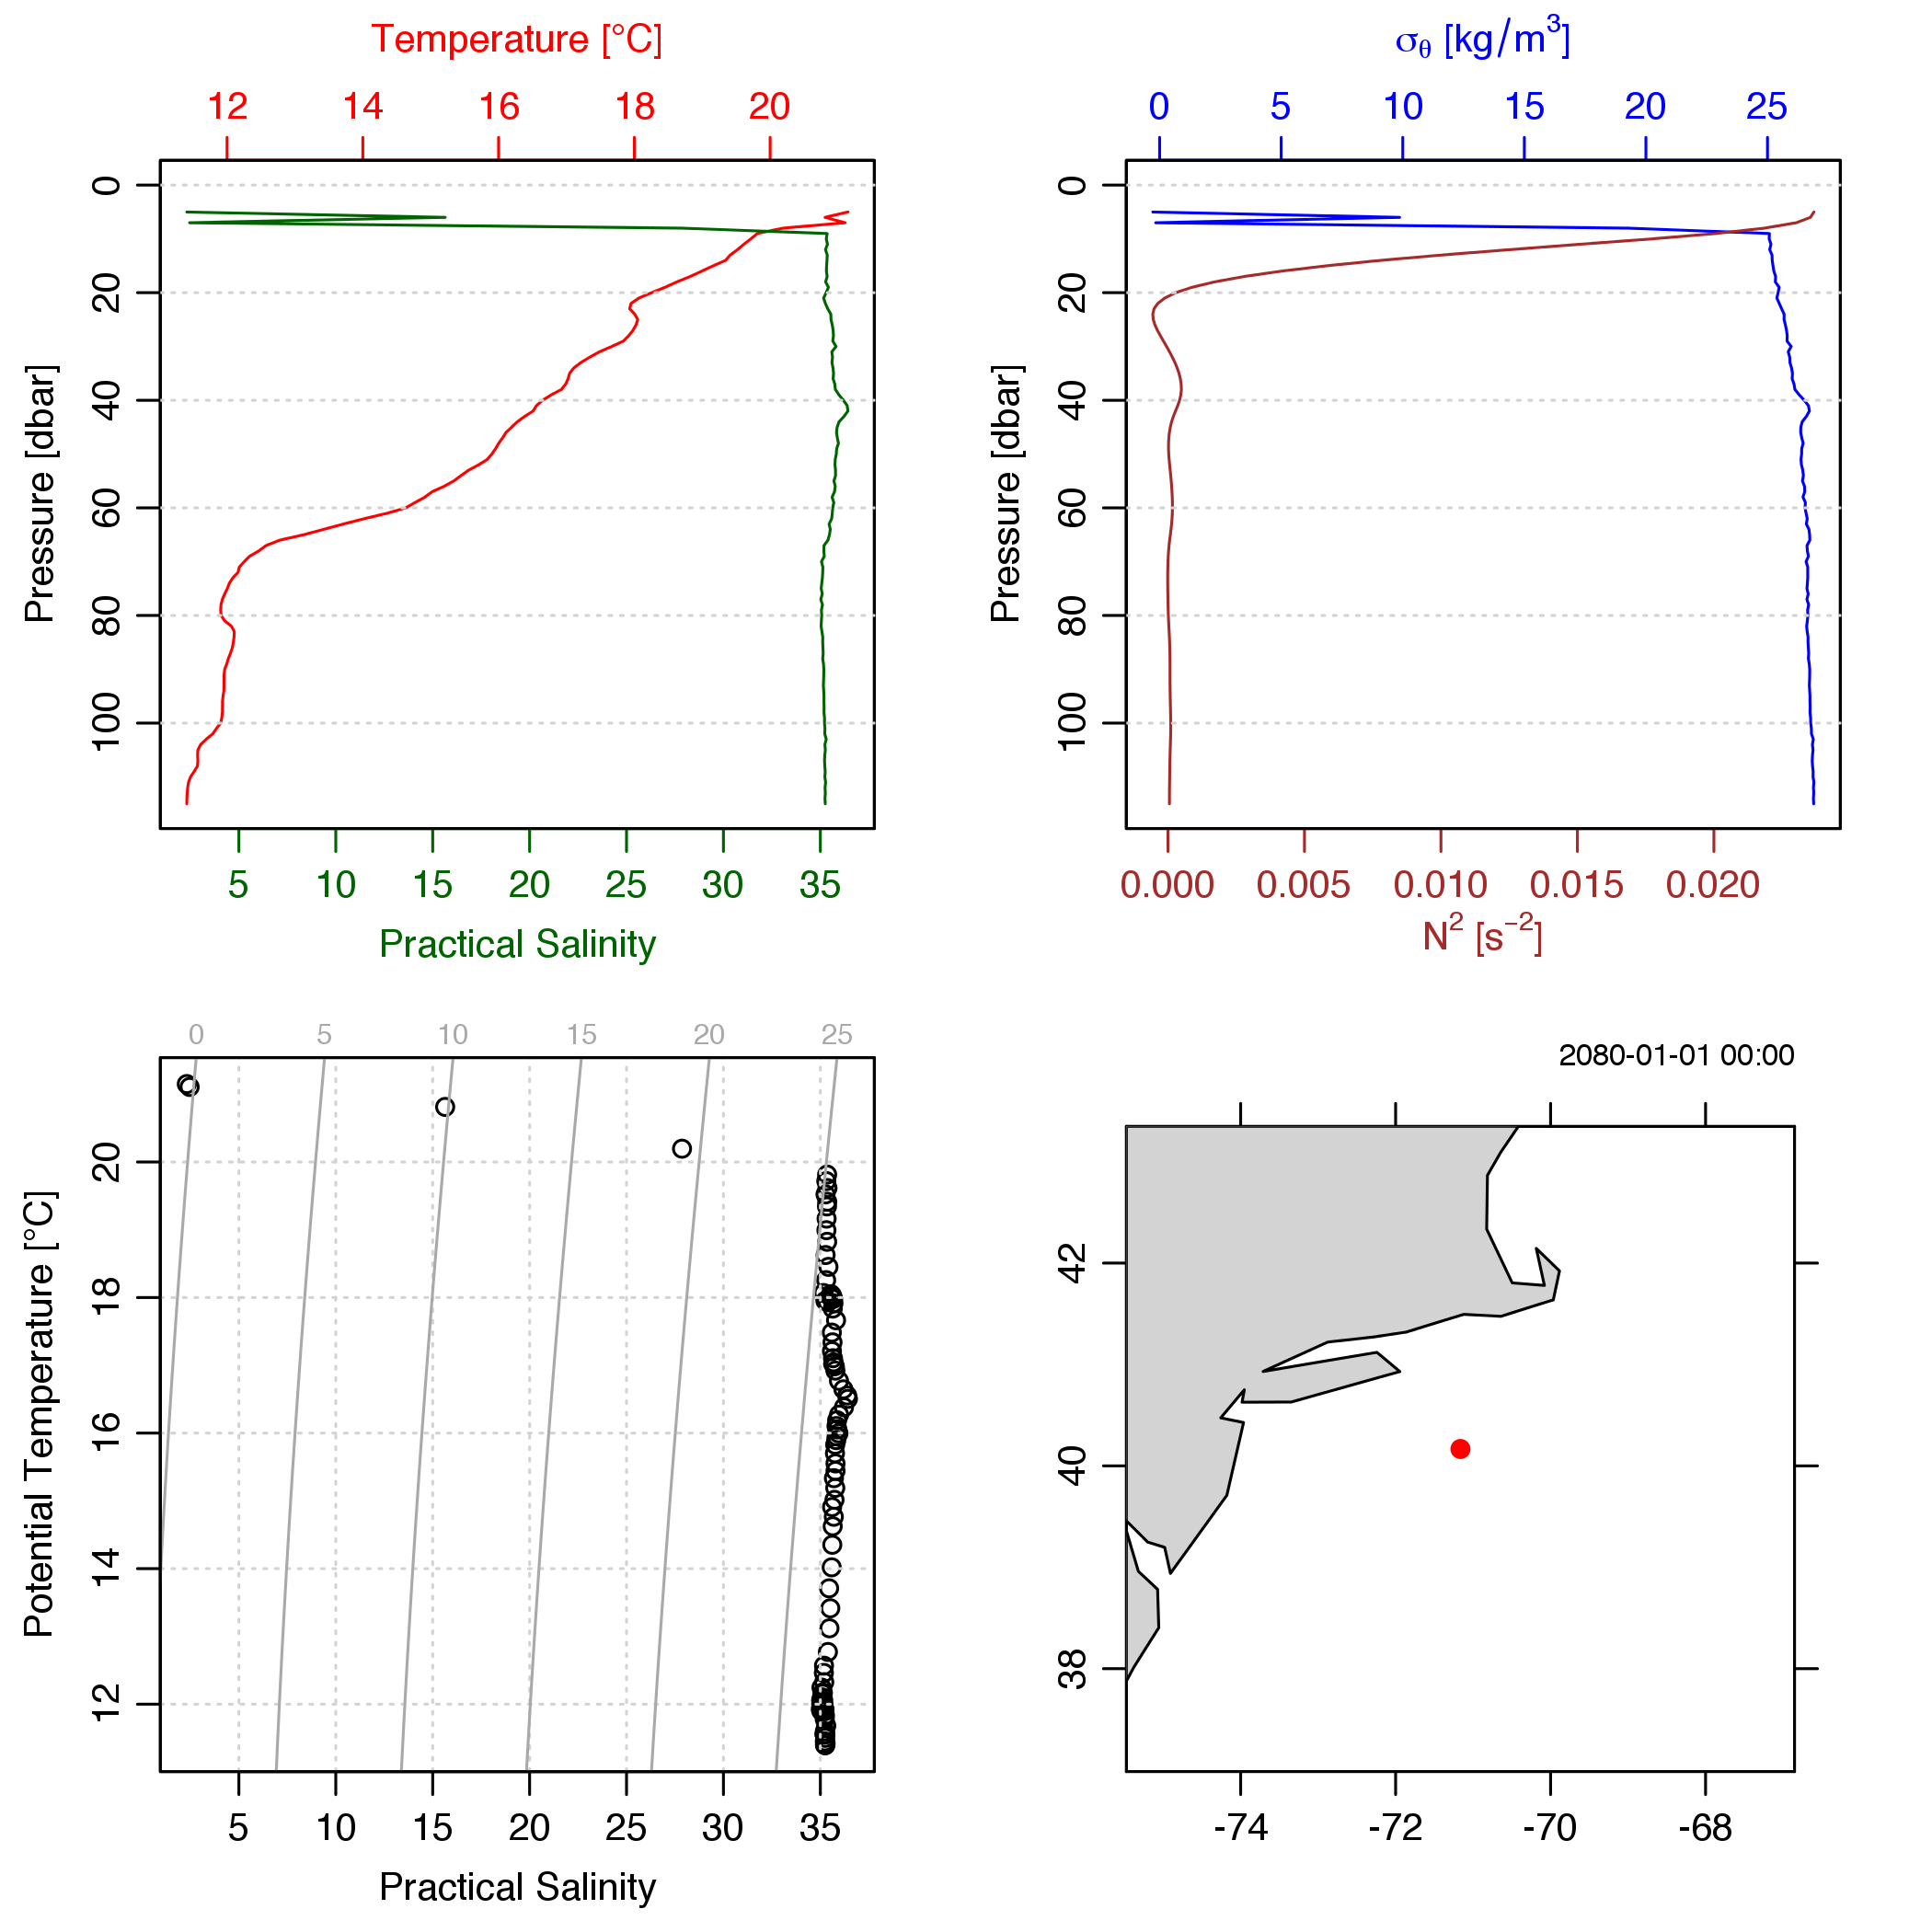 Temperature [°C]
12 14 16 18 20
0 20 40 60 80 100
Pressure [dbar]
5 10 15 20 25 30 35
Practical Salinity
σθ [kg/m³]
0 5 10 15 20 25
0 20 40 60 80 100
Pressure [dbar]
0.000 0.005 0.010 0.015 0.020
N² [s⁻²]
0 5 10 15 20 25
12 14 16 18 20
Potential Temperature [°C]
5 10 15 20 25 30 35
Practical Salinity
2080-01-01 00:00
42
40
38
-74 -72 -70 -68